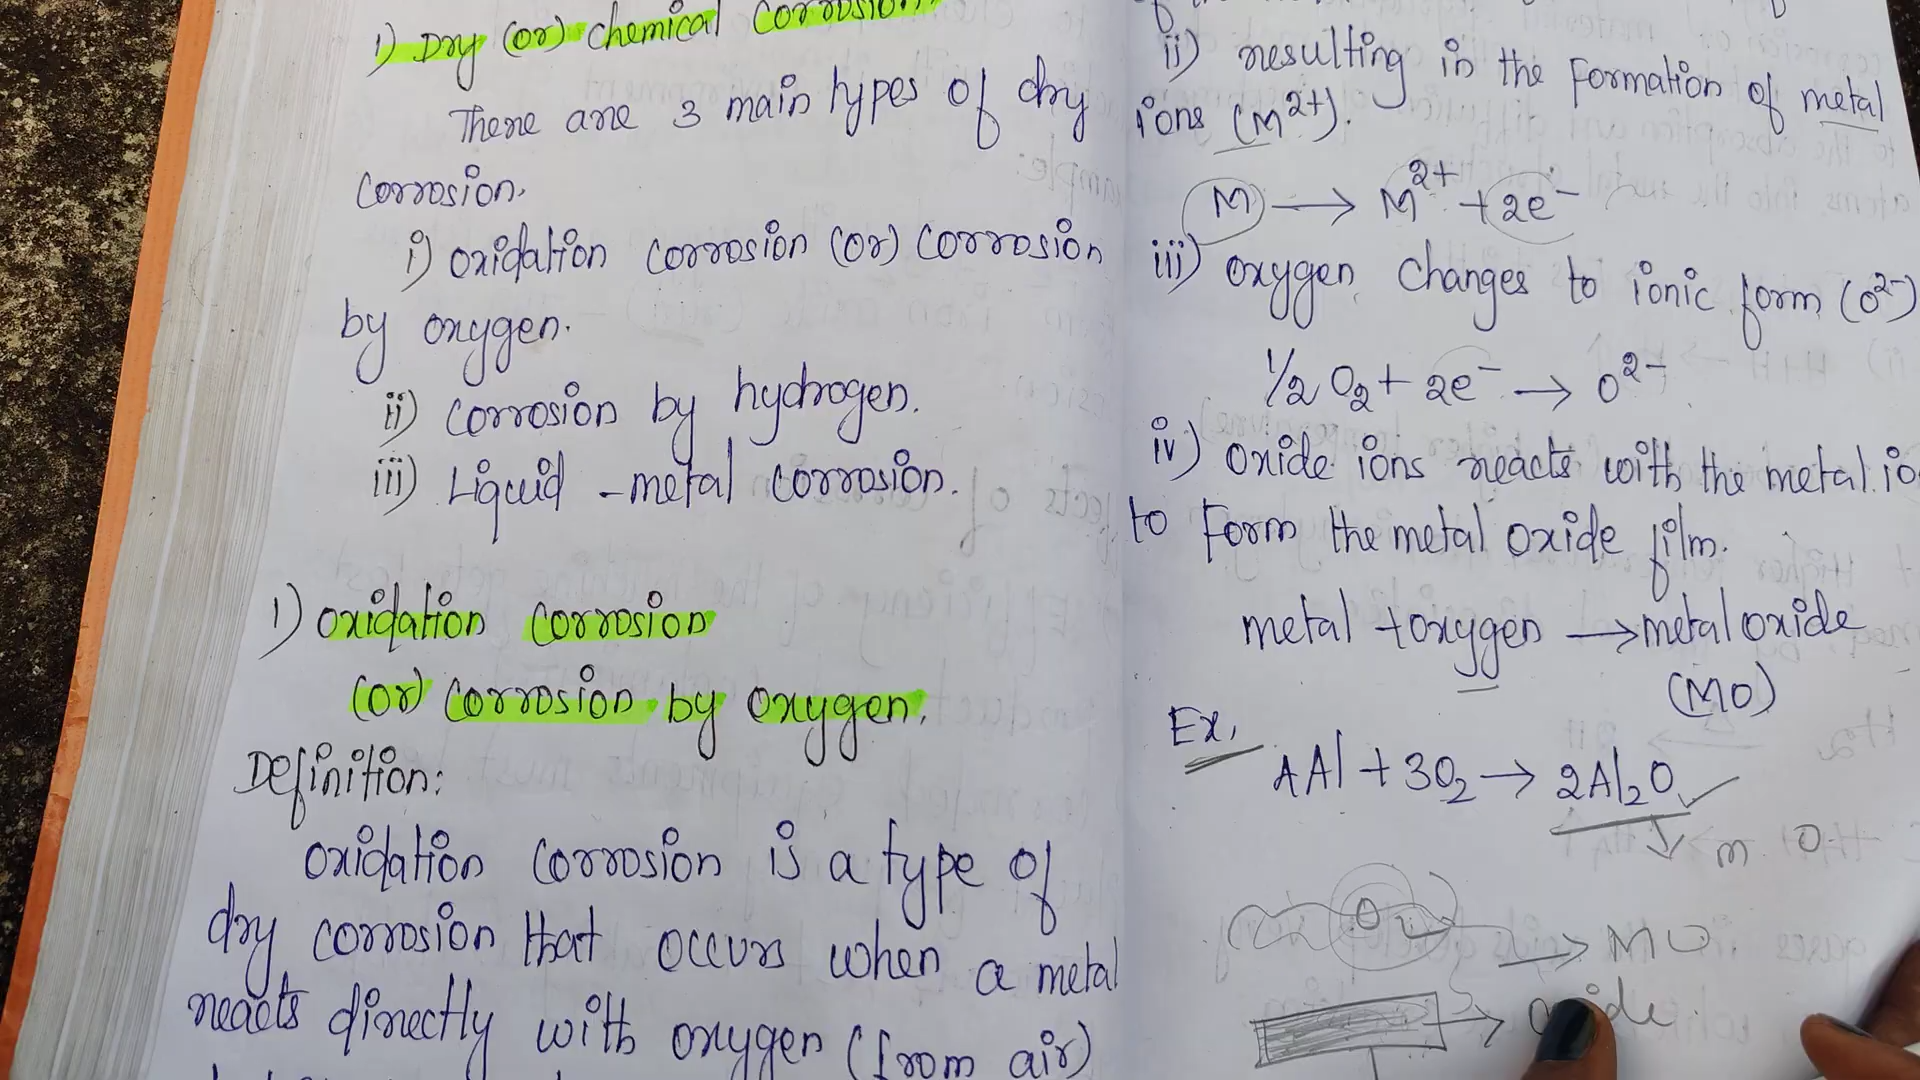 1) Dry (or) chemical corrosion.
There are 3 main types of dry
corrosion.
i) oxidation corrosion (or) corrosion
by oxygen.
ii) corrosion by hydrogen.
iii) Liquid -metal corrosion.
1) oxidation corrosion
(or) corrosion by oxygen.
Definition:
oxidation corrosion is a type of
dry corrosion that occurs when a metal
reacts directly with oxygen (from air)
ii) resulting in the formation of metal
ions (M²⁺).
M → M²⁺ + 2e⁻
iii) oxygen changes to ionic form (O²⁻)
1/2 O₂ + 2e⁻ → O²⁻
iv) oxide ions reacts with the metal io
to form the metal oxide film.
metal + oxygen → metal oxide
(MO)
Ex,
4Al + 3O₂ → 2Al₂O
m O
O₂ → MO